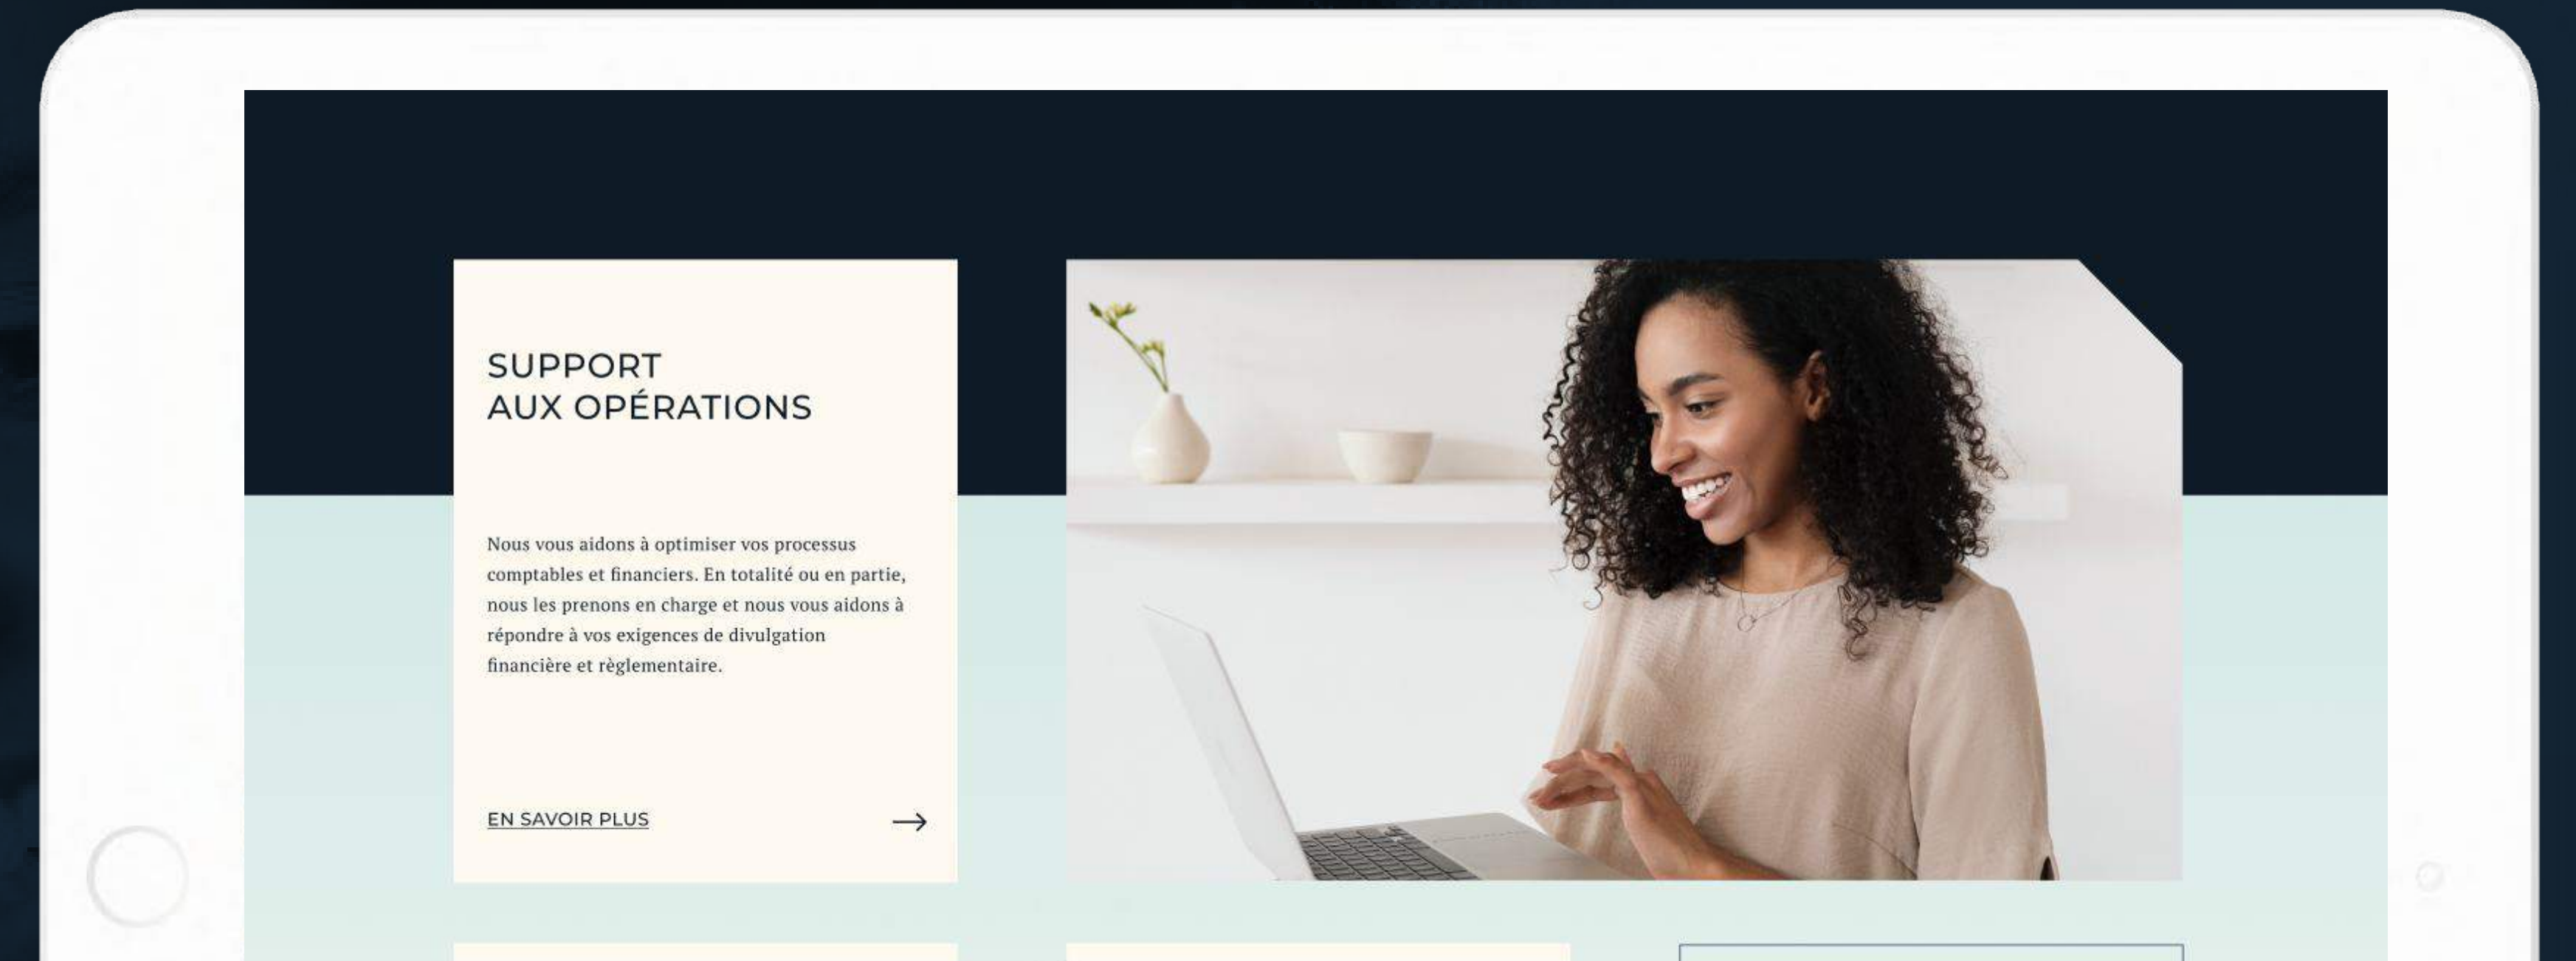 SUPPORT
AUX OPÉRATIONS
Nous vous aidons à optimiser vos processus
comptables et financiers. En totalité ou en partie,
nous les prenons en charge et nous vous aidons à
répondre à vos exigences de divulgation
financière et règlementaire.
EN SAVOIR PLUS